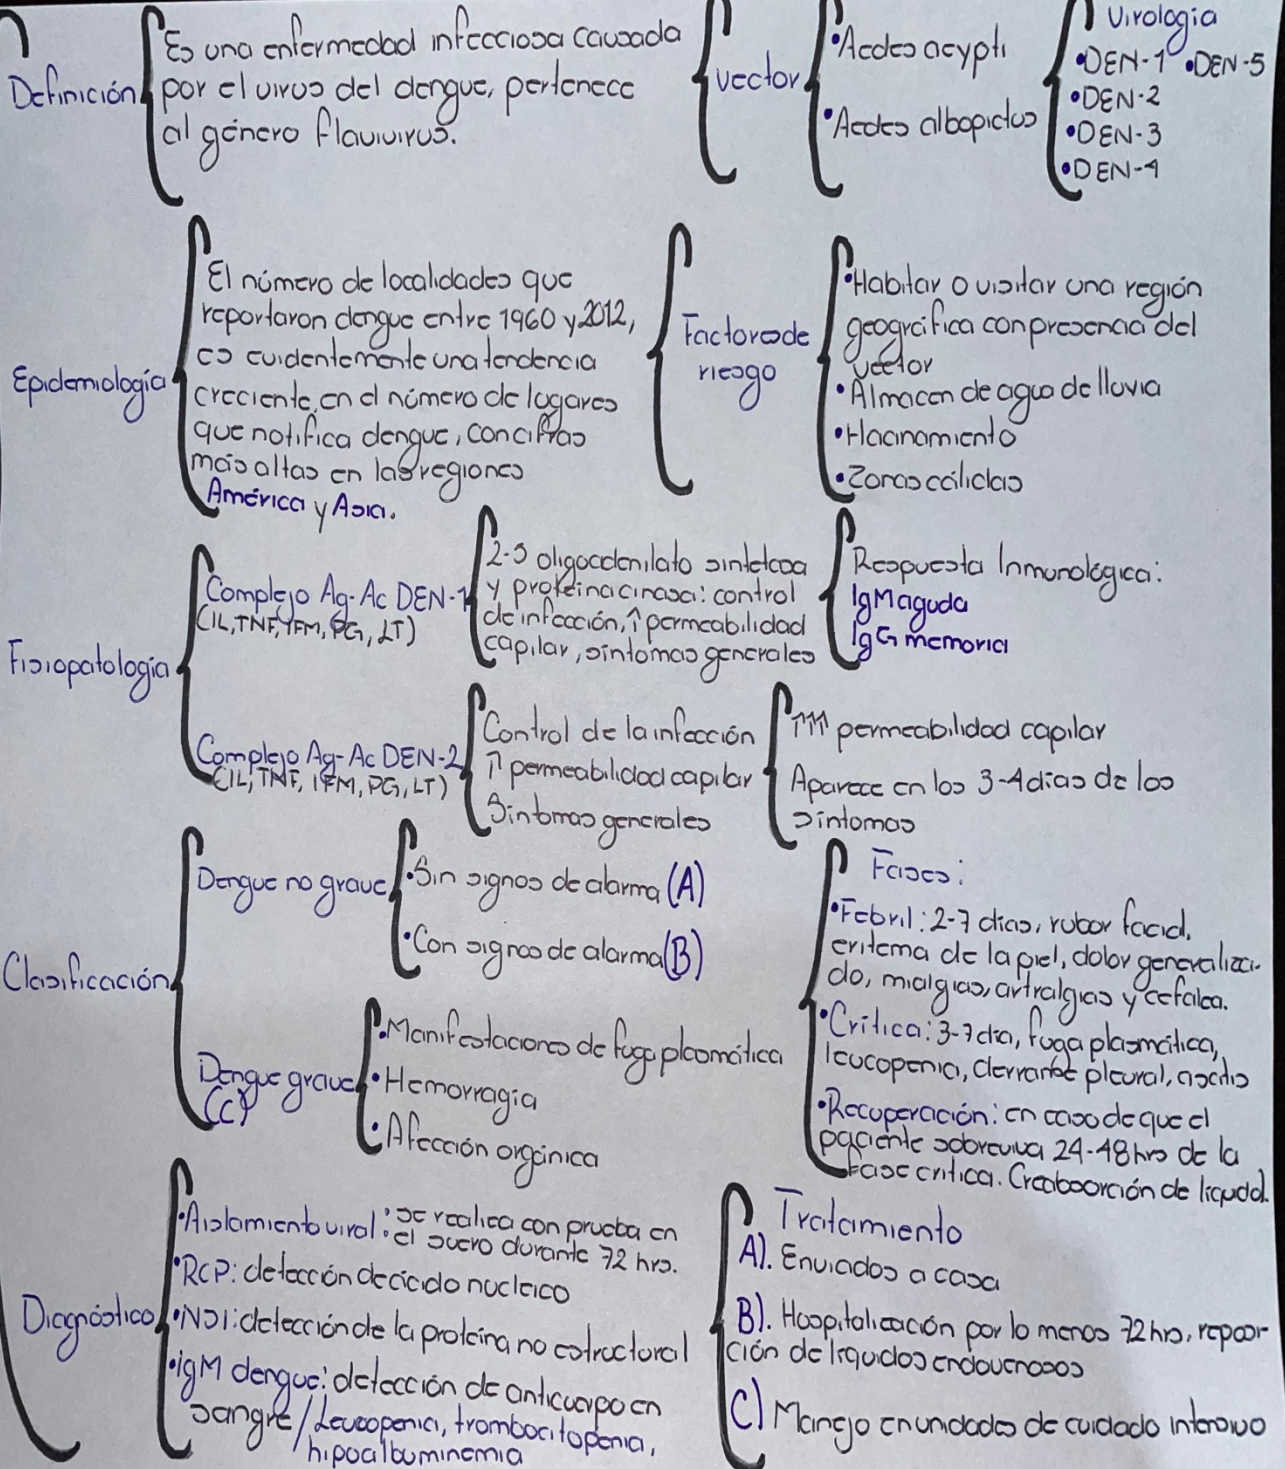 Definición
Es una enfermedad infecciosa causada
por el virus del dengue, pertenece
al género flavivirus.
vector
•Aedes aeypti
•Aedes albopictus
Virología
•DEN-1 •DEN-5
•DEN-2
•DEN-3
•DEN-4
Epidemiología
El número de localidades que
reportaron dengue entre 1960 y 2012,
es evidentemente una tendencia
creciente, en el número de lugares
que notifica dengue, con cifras
más altas en las regiones
América y Asia.
Factores de
riesgo
•Habitar o visitar una región
geográfica con presencia del
vector
•Almacen de agua de lluvia
•Hacinamiento
•Zonas cálidas
Fisiopatología
Complejo Ag-Ac DEN-1
(IL, TNF, IFM, PG, LT)
2-5 oligoadenilato sintetasa
y proteina cinasa: control
de infección, ↑ permeabilidad
capilar, sintomas generales
Respuesta Inmunológica:
IgM aguda
IgG memoria
Complejo Ag-Ac DEN-2
(IL, TNF, IFM, PG, LT)
Control de la infección
↑ permeabilidad capilar
Sintomas generales
↑↑↑ permeabilidad capilar
Aparece en los 3-4 dias de los
síntomas
Clasificación
Dengue no grave
•Sin signos de alarma (A)
•Con signos de alarma (B)
Dengue grave
(C)
•Manifestaciones de fuga plasmática
•Hemorragia
•Afección orgánica
Fases:
•Febril: 2-7 dias, rubor facial,
eritema de la piel, dolor generaliza-
do, mialgias, artralgias y cefalea.
•Crítica: 3-7 dia, fuga plasmática,
leucopenia, derrame pleural, ascitis
•Recuperación: en caso de que el
paciente sobreviva 24-48 hrs de la
fase critica. Creabsorción de liquido).
Diagnóstico
•Aislamiento viral: se realiea con prueba en
el suero durante 72 hrs.
•RCP: detección de ácido nucleico
•NS1: detección de la proteína no estructural
•IgM dengue: detección de anticuerpo en
sangre/Leucopenia, trombocitopenia,
hipoalbuminemia
Tratamiento
A). Enviados a casa
B). Hospitalización por lo menos 72 hrs, reposi-
ción de liquidos endovenosos
C) Manejo en unidades de cuidado intensivo